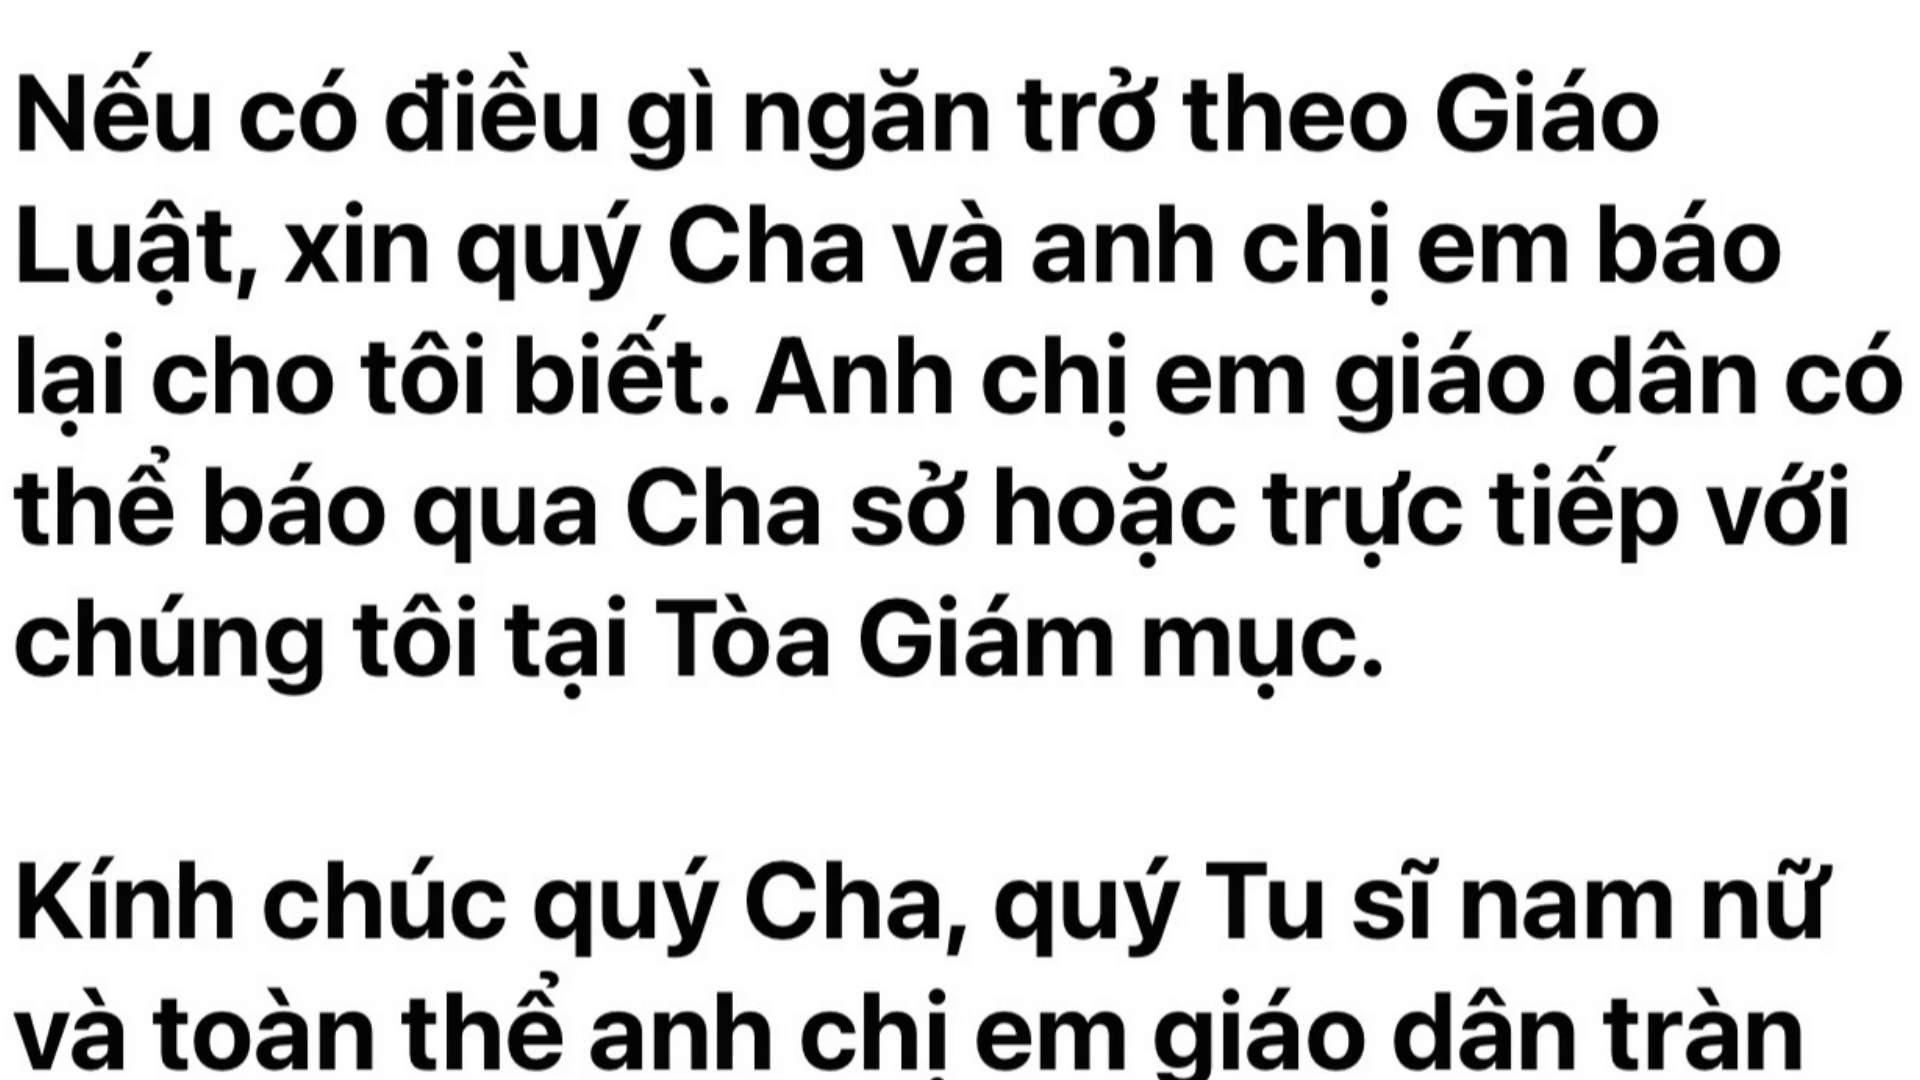 Nếu có điều gì ngăn trở theo Giáo
Luật, xin quý Cha và anh chị em báo
lại cho tôi biết. Anh chị em giáo dân có
thể báo qua Cha sở hoặc trực tiếp với
chúng tôi tại Tòa Giám mục.
Kính chúc quý Cha, quý Tu sĩ nam nữ
và toàn thể anh chị em giáo dân tràn